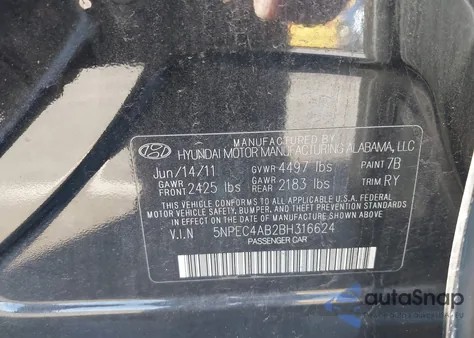 MANUFACTURED BY
HYUNDAI MOTOR MANUFACTURING ALABAMA, LLC
Jun/14/11 GVWR 4497 lbs PAINT 7B
GAWR FRONT 2425 lbs GAWR REAR 2183 lbs TRIM RY
THIS VEHICLE CONFORMS TO ALL APPLICABLE U.S.A. FEDERAL
MOTOR VEHICLE SAFETY, BUMPER, AND THEFT PREVENTION STANDARDS
IN EFFECT ON THE DATE OF MANUFACTURE SHOWN ABOVE.
V.I.N 5NPEC4AB2BH316624
PASSENGER CAR
autoSnap